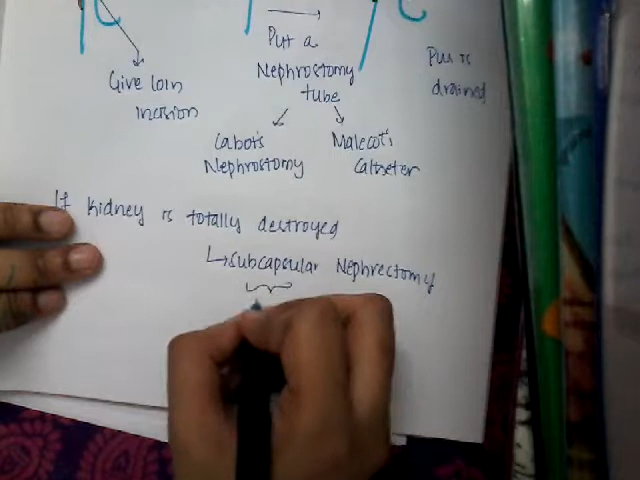 Give loin
incision
Put a
Nephrostomy
tube
Pus is
drained
Cabot's
Nephrostomy
Malecot's
Catheter
If kidney is totally destroyed
↳ subcapsular Nephrectomy